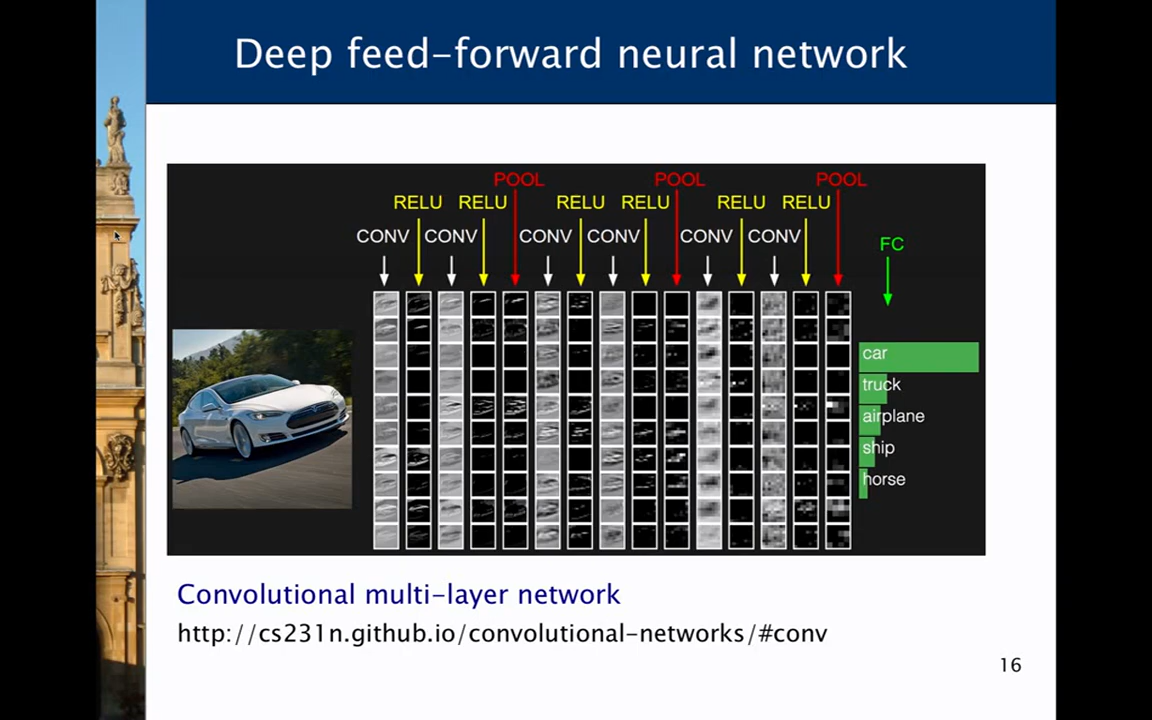 Deep feed-forward neural network
POOL POOL POOL
RELU RELU RELU RELU RELU RELU
CONV CONV CONV CONV CONV CONV
FC
car
truck
airplane
ship
horse
Convolutional multi-layer network
http://cs231n.github.io/convolutional-networks/#conv
16